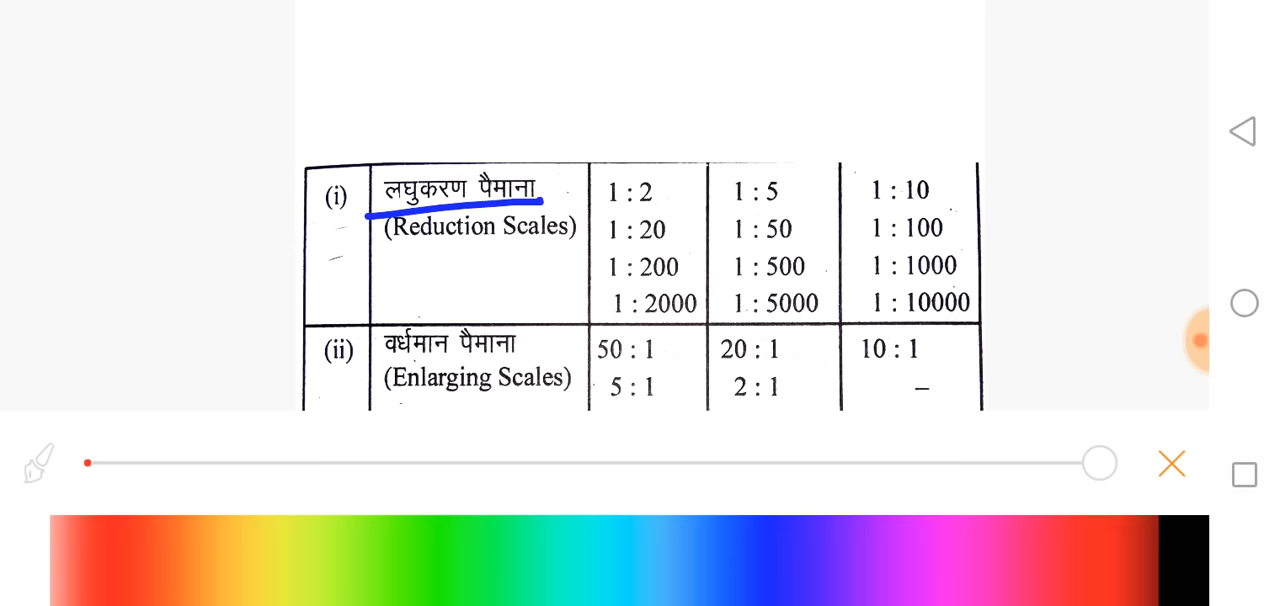 (i) लघुकरण पैमाना 1 : 2 1 : 5 1 : 10
(Reduction Scales) 1 : 20 1 : 50 1 : 100
1 : 200 1 : 500 1 : 1000
1 : 2000 1 : 5000 1 : 10000
(ii) वर्धमान पैमाना 50 : 1 20 : 1 10 : 1
(Enlarging Scales) 5 : 1 2 : 1 –